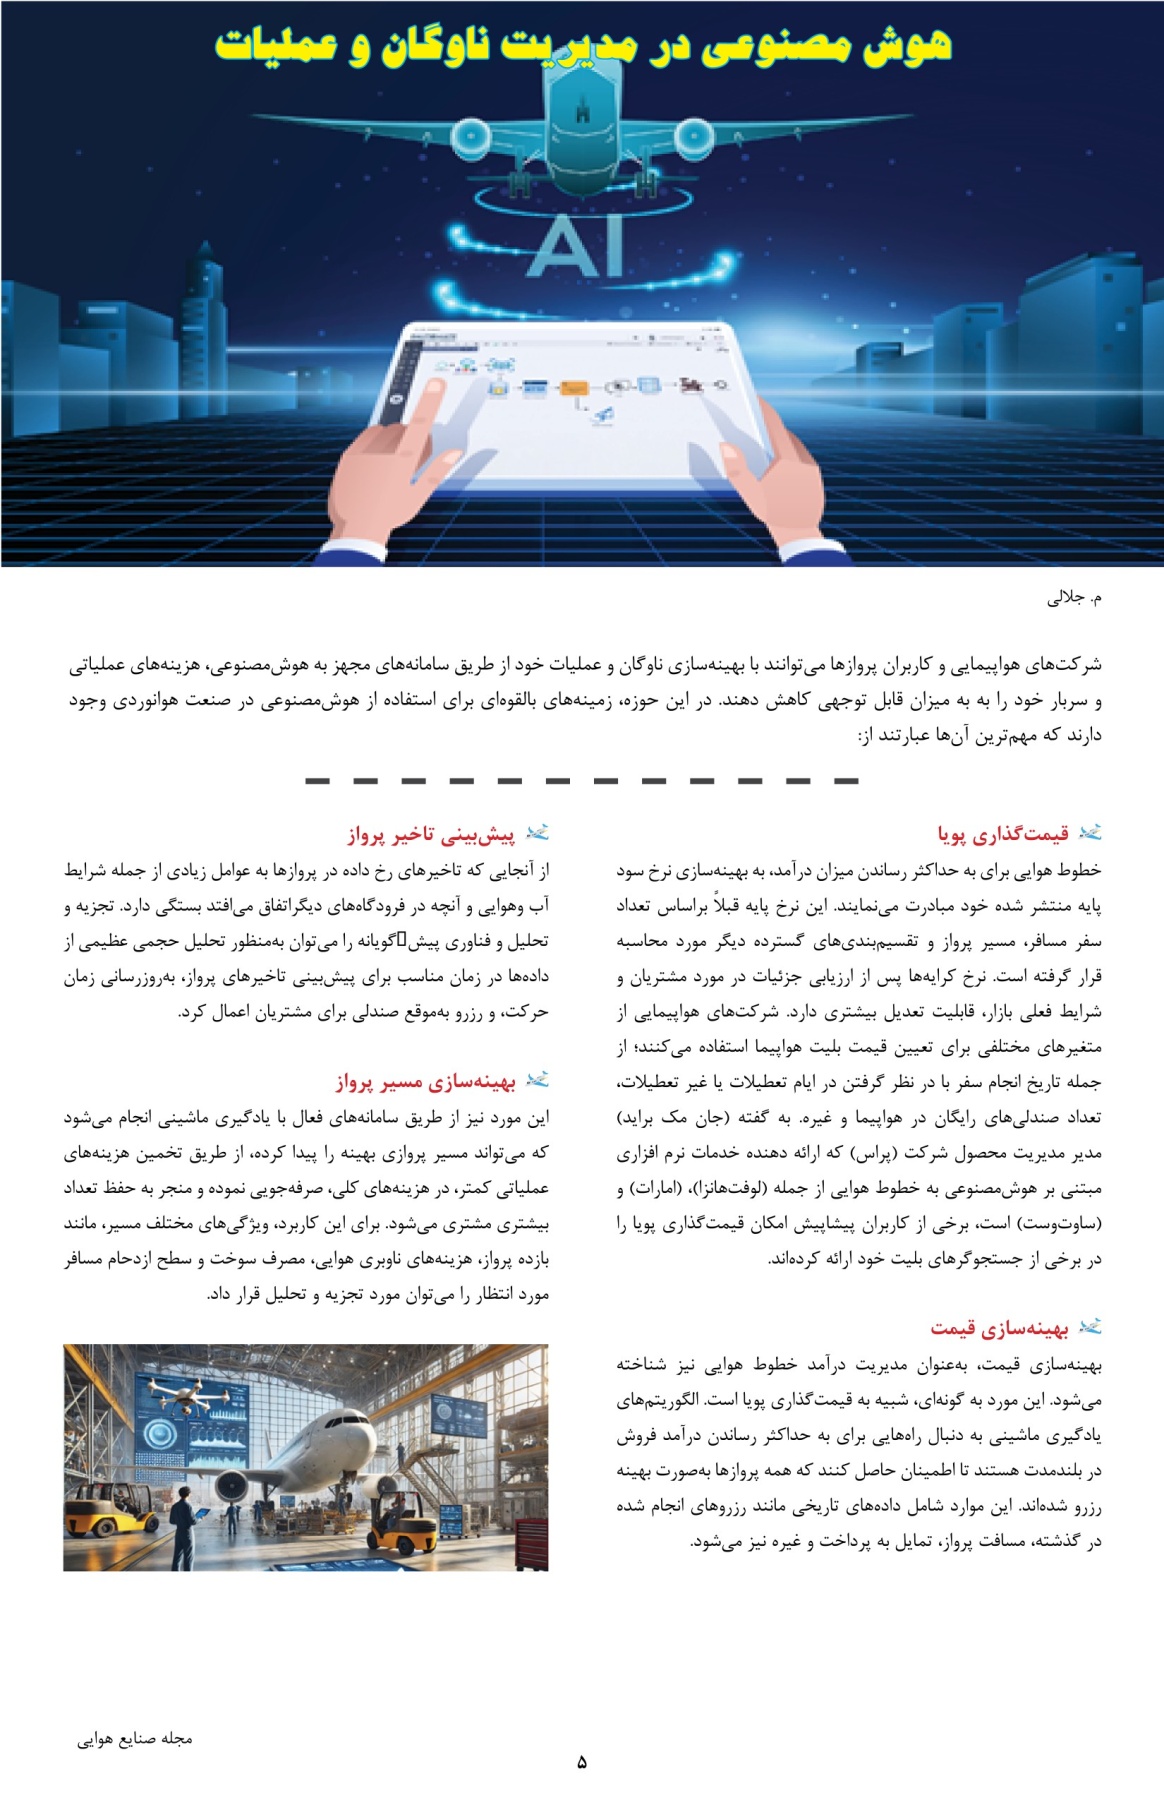 هوش مصنوعی در مدیریت ناوگان و عملیات
AI
م. جلالی
شرکت‌های هواپیمایی و کاربران پروازها می‌توانند با بهینه‌سازی ناوگان و عملیات خود از طریق سامانه‌های مجهز به هوش‌مصنوعی، هزینه‌های عملیاتی
و سربار خود را به به میزان قابل توجهی کاهش دهند. در این حوزه، زمینه‌های بالقوه‌ای برای استفاده از هوش‌مصنوعی در صنعت هوانوردی وجود
دارند که مهم‌ترین آن‌ها عبارتند از:
قیمت‌گذاری پویا
خطوط هوایی برای به حداکثر رساندن میزان درآمد، به بهینه‌سازی نرخ سود
پایه منتشر شده خود مبادرت می‌نمایند. این نرخ پایه قبلاً براساس تعداد
سفر مسافر، مسیر پرواز و تقسیم‌بندی‌های گسترده دیگر مورد محاسبه
قرار گرفته است. نرخ کرایه‌ها پس از ارزیابی جزئیات در مورد مشتریان و
شرایط فعلی بازار، قابلیت تعدیل بیشتری دارد. شرکت‌های هواپیمایی از
متغیرهای مختلفی برای تعیین قیمت بلیت هواپیما استفاده می‌کنند؛ از
جمله تاریخ انجام سفر با در نظر گرفتن در ایام تعطیلات یا غیر تعطیلات،
تعداد صندلی‌های رایگان در هواپیما و غیره. به گفته (جان مک براید)
مدیر مدیریت محصول شرکت (پراس) که ارائه دهنده خدمات نرم افزاری
مبتنی بر هوش‌مصنوعی به خطوط هوایی از جمله (لوفت‌هانزا)، (امارات) و
(ساوت‌وست) است، برخی از کاربران پیشاپیش امکان قیمت‌گذاری پویا را
در برخی از جستجوگرهای بلیت خود ارائه کرده‌اند.
بهینه‌سازی قیمت
بهینه‌سازی قیمت، به‌عنوان مدیریت درآمد خطوط هوایی نیز شناخته
می‌شود. این مورد به گونه‌ای، شبیه به قیمت‌گذاری پویا است. الگوریتم‌های
یادگیری ماشینی به دنبال راه‌هایی برای به حداکثر رساندن درآمد فروش
در بلندمدت هستند تا اطمینان حاصل کنند که همه پروازها به‌صورت بهینه
رزرو شده‌اند. این موارد شامل داده‌های تاریخی مانند رزروهای انجام شده
در گذشته، مسافت پرواز، تمایل به پرداخت و غیره نیز می‌شود.
پیش‌بینی تاخیر پرواز
از آنجایی که تاخیرهای رخ داده در پروازها به عوامل زیادی از جمله شرایط
آب وهوایی و آنچه در فرودگاه‌های دیگراتفاق می‌افتد بستگی دارد. تجزیه و
تحلیل و فناوری پیش‌گویانه را می‌توان به‌منظور تحلیل حجمی عظیمی از
داده‌ها در زمان مناسب برای پیش‌بینی تاخیرهای پرواز، به‌روزرسانی زمان
حرکت، و رزرو به‌موقع صندلی برای مشتریان اعمال کرد.
بهینه‌سازی مسیر پرواز
این مورد نیز از طریق سامانه‌های فعال با یادگیری ماشینی انجام می‌شود
که می‌تواند مسیر پروازی بهینه را پیدا کرده، از طریق تخمین هزینه‌های
عملیاتی کمتر، در هزینه‌های کلی، صرفه‌جویی نموده و منجر به حفظ تعداد
بیشتری مشتری می‌شود. برای این کاربرد، ویژگی‌های مختلف مسیر، مانند
بازده پرواز، هزینه‌های ناوبری هوایی، مصرف سوخت و سطح ازدحام مسافر
مورد انتظار را می‌توان مورد تجزیه و تحلیل قرار داد.
مجله صنایع هوایی
۵